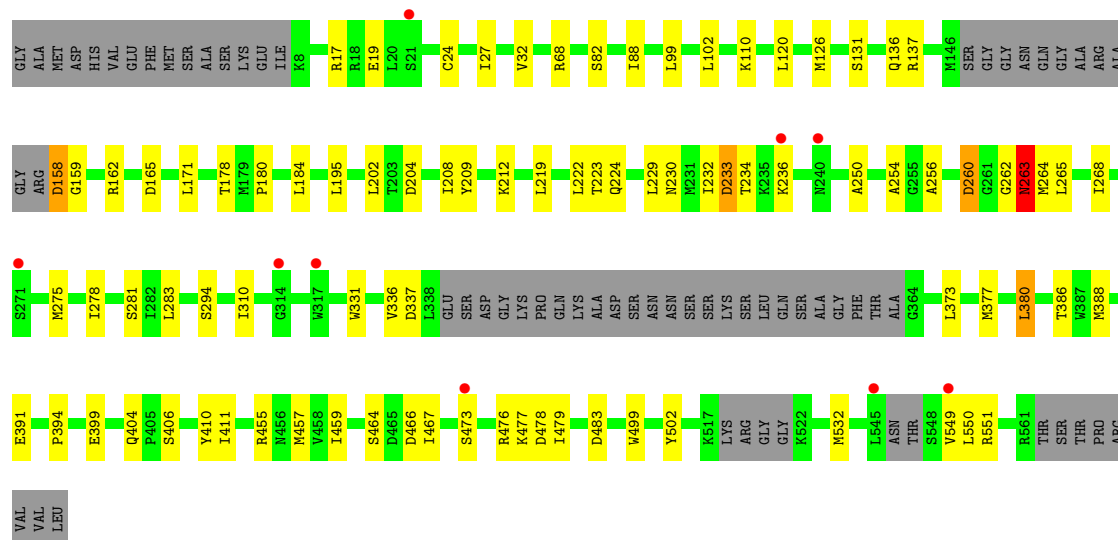 GLY ALA MET ASP HIS VAL GLU PHE MET SER ALA SER LYS GLU ILE K8 R17 R18 E19 L20 S21 C24 I27 V32 R68 S82 I88 L99 L102 K110 L120 M126 S131 Q136 R137 M146 SER GLY GLY ASN GLN GLY ALA ARG ALA
GLY ARG D158 G159 R162 D165 L171 T178 M179 P180 L184 L195 L202 T203 D204 I208 Y209 K212 L219 L222 T223 Q224 L229 N230 M231 I232 D233 T234 K235 K236 N240 A250 A254 G255 A256 D260 G261 G262 N263 M264 L265 I268
S271 M275 I278 S281 I282 L283 S294 I310 G314 W317 W331 V336 D337 L338 GLU SER ASP GLY LYS PRO GLN LYS ALA ASP SER ASN ASN SER SER LYS SER LEU GLN SER ALA GLY PHE THR ALA G364 L373 M377 L380 T386 W387 M388
E391 P394 E399 Q404 P405 S406 Y410 I411 R455 N456 M457 V458 I459 S464 D465 D466 I467 S473 R476 K477 D478 I479 D483 W499 Y502 K517 LYS ARG GLY GLY K522 M532 L545 ASN THR S548 V549 L550 R551 R561 THR SER THR PRO ARG
VAL VAL LEU